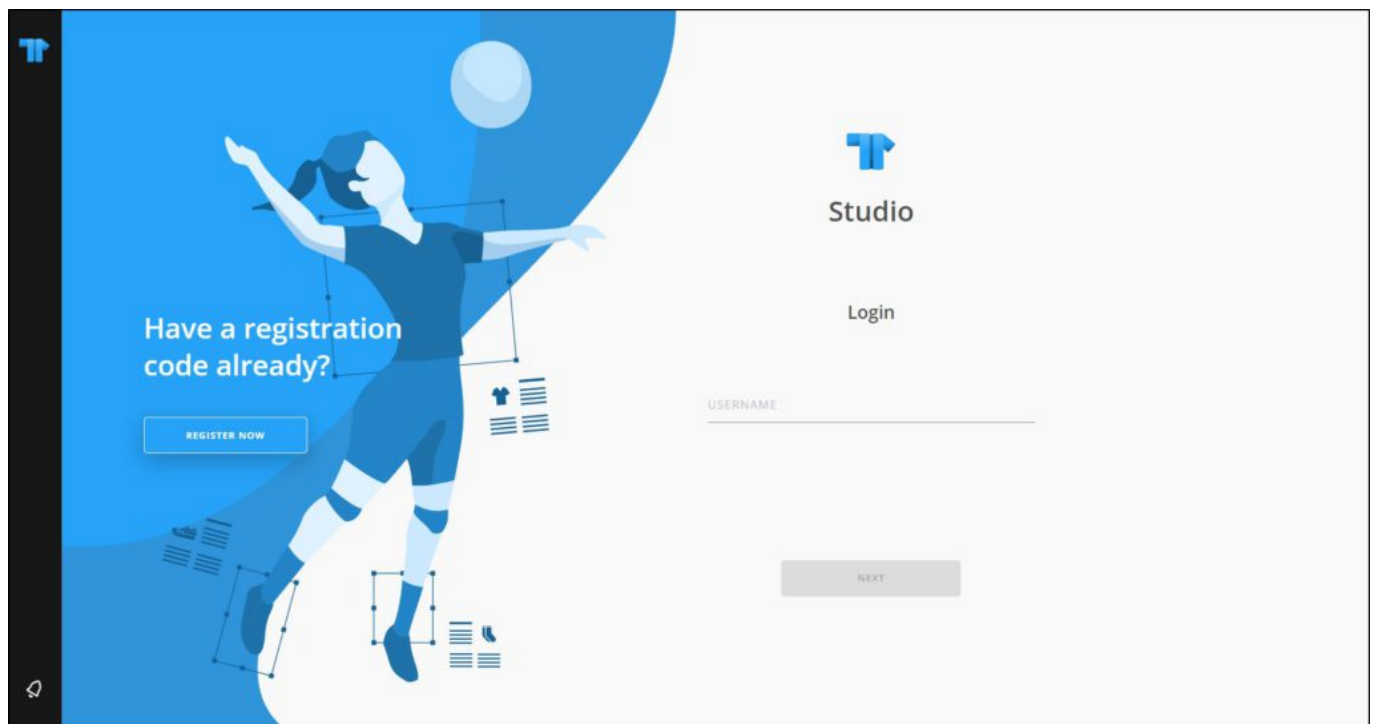 Have a registration
code already?
REGISTER NOW
Studio
Login
USERNAME
NEXT